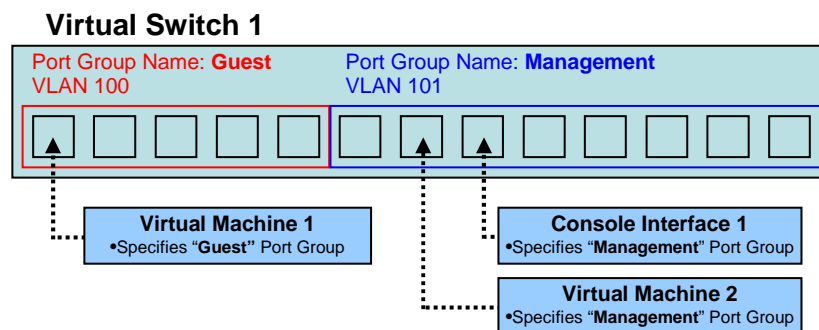 Virtual Switch 1
Port Group Name: Guest
VLAN 100
Port Group Name: Management
VLAN 101
Virtual Machine 1
•Specifies “Guest” Port Group
Console Interface 1
•Specifies “Management” Port Group
Virtual Machine 2
•Specifies “Management” Port Group